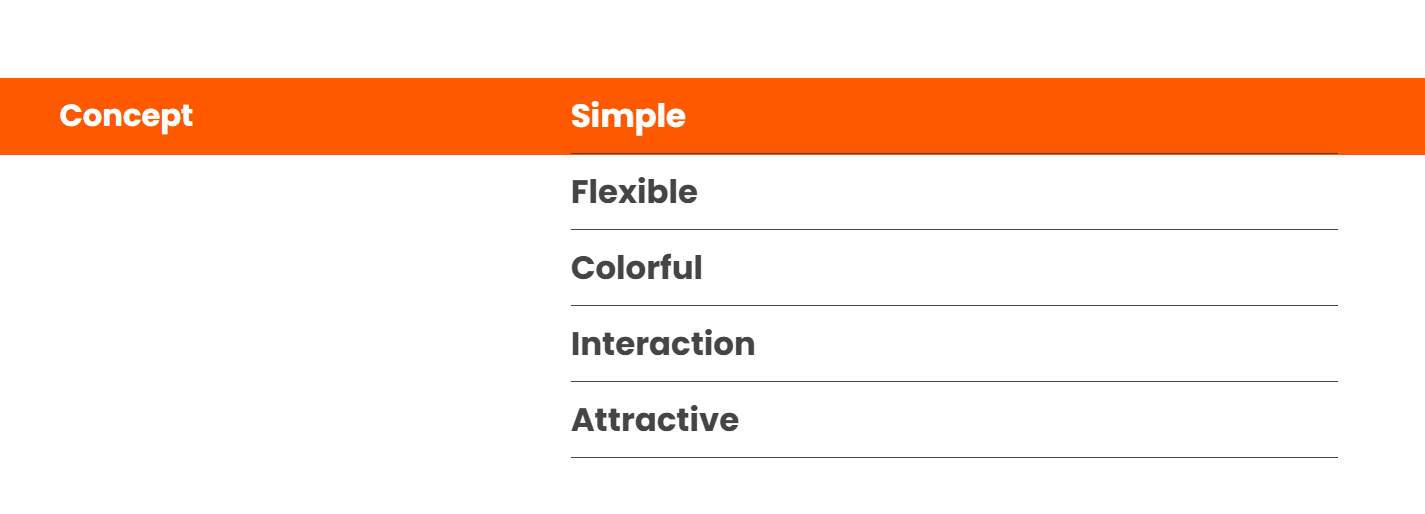 Concept
Simple
Flexible
Colorful
Interaction
Attractive